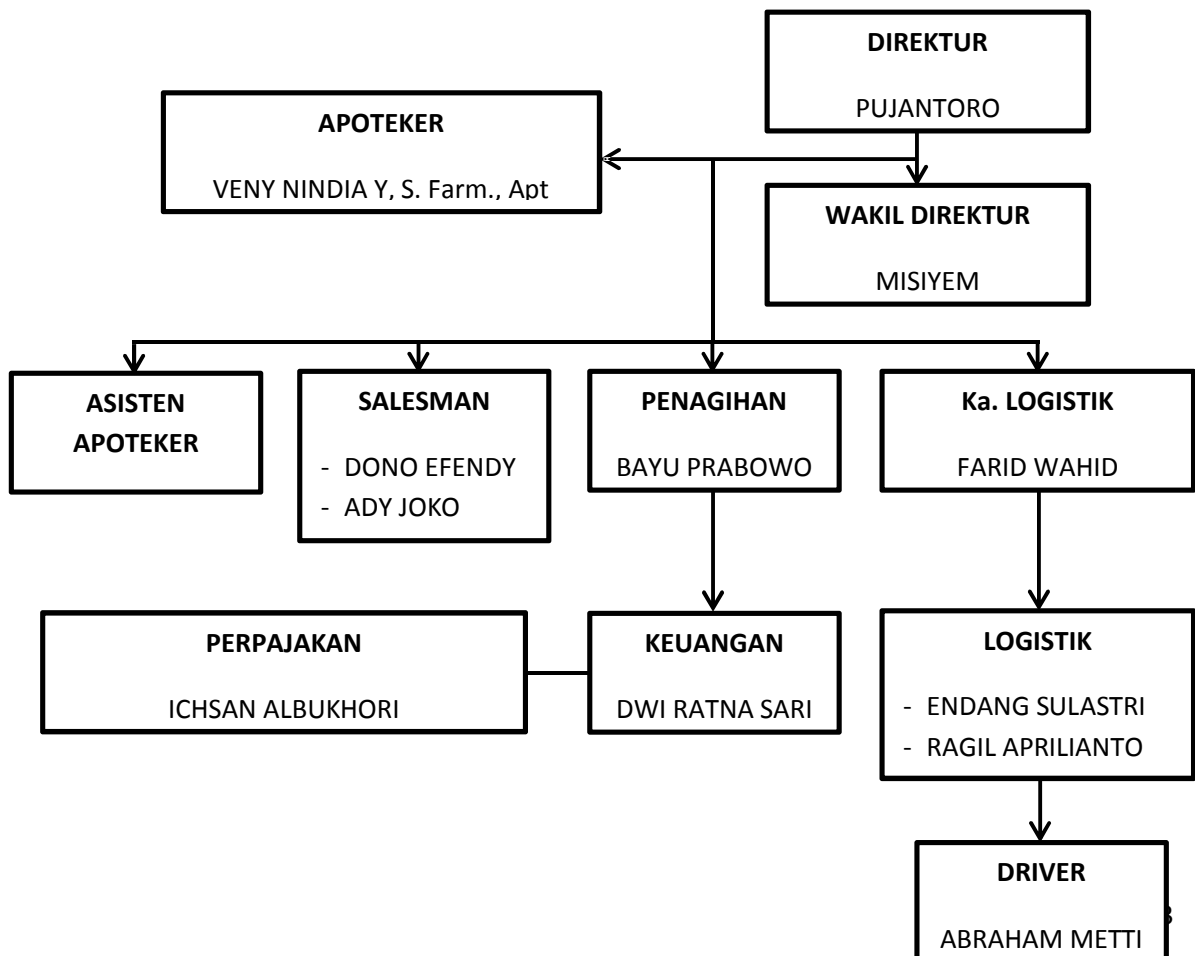 DIREKTUR
PUJANTORO
APOTEKER
VENY NINDIA Y, S. Farm., Apt
WAKIL DIREKTUR
MISIYEM
ASISTEN
APOTEKER
SALESMAN
- DONO EFENDY
- ADY JOKO
PENAGIHAN
BAYU PRABOWO
Ka. LOGISTIK
FARID WAHID
PERPAJAKAN
ICHSAN ALBUKHORI
KEUANGAN
DWI RATNA SARI
LOGISTIK
- ENDANG SULASTRI
- RAGIL APRILIANTO
DRIVER
ABRAHAM METTI